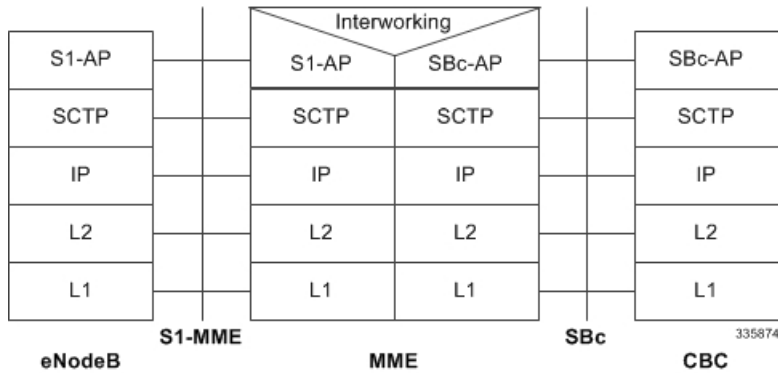 Interworking
S1-AP S1-AP SBc-AP SBc-AP
SCTP SCTP SCTP SCTP
IP IP IP IP
L2 L2 L2 L2
L1 L1 L1 L1
S1-MME SBc 335874
eNodeB MME CBC